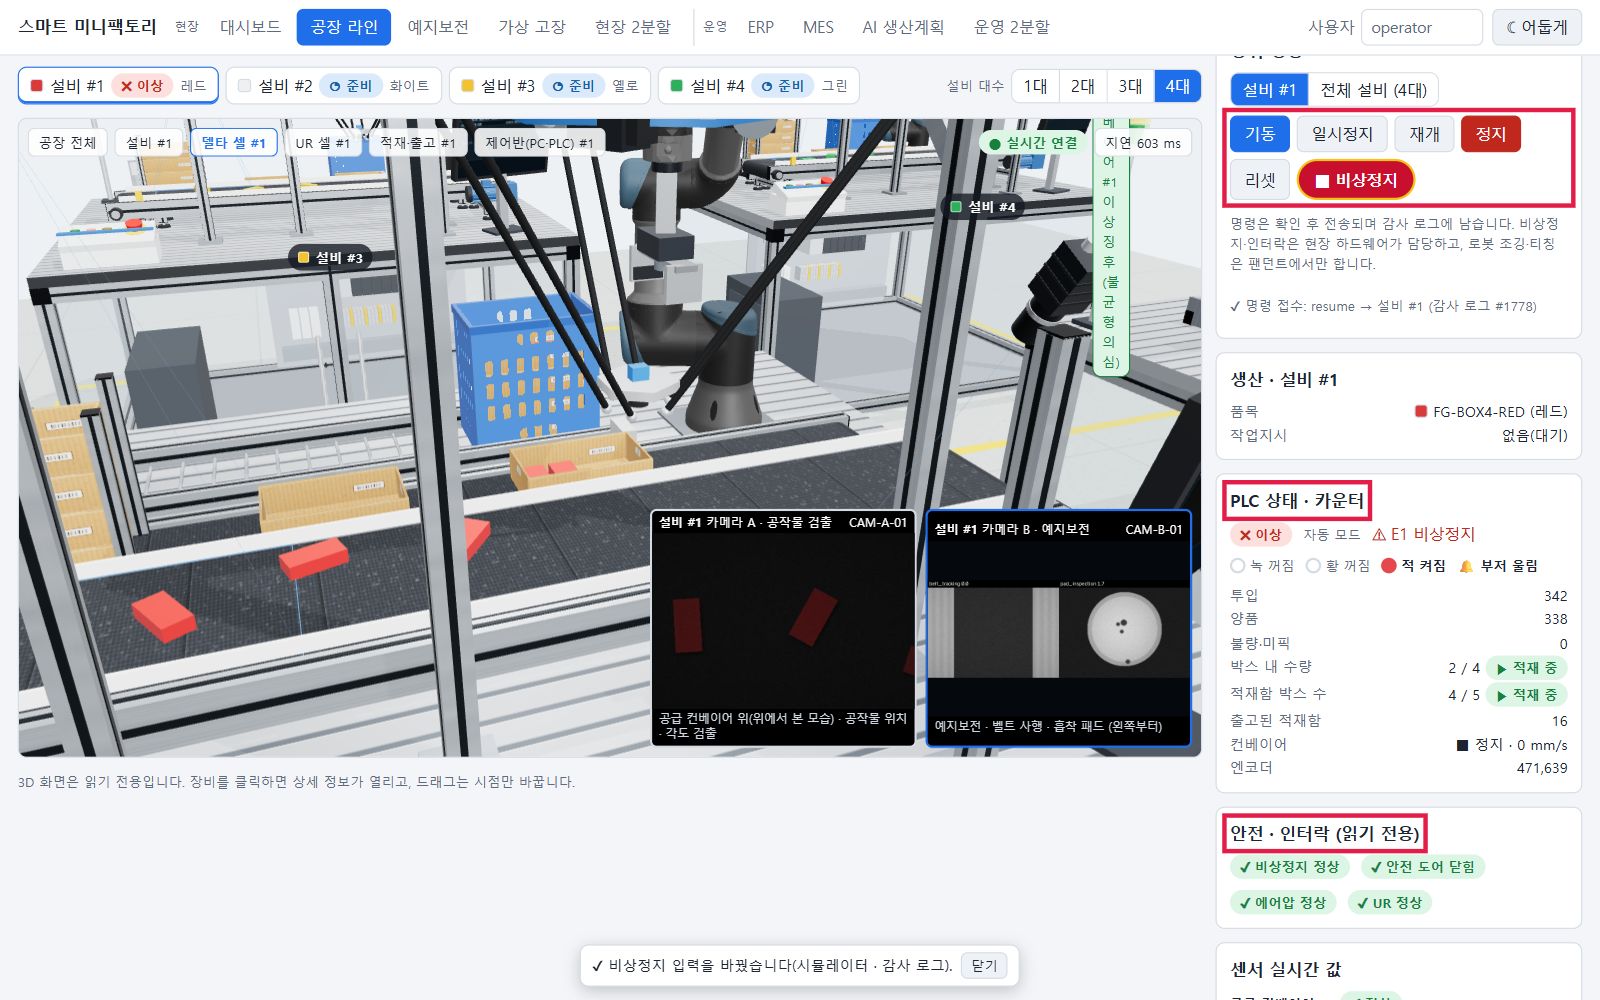 스마트 미니팩토리 현장 대시보드 공장 라인 예지보전 가상 고장 현장 2분할 운영 ERP MES AI 생산계획 운영 2분할 사용자 operator ☾ 어둡게
설비 #1 ✕ 이상 레드 설비 #2 준비 화이트 설비 #3 준비 옐로 설비 #4 준비 그린 설비 대수 1대 2대 3대 4대
공장 전체 설비 #1 델타 셀 #1 UR 셀 #1 적재·출고 #1 제어반(PC·PLC) #1 ● 실시간 연결 지연 603 ms
베
어
#1
이
상
징
후
(불
균
형
의
심)
설비 #4
설비 #3
설비 #1 카메라 A · 공작물 검출 CAM-A-01
공급 컨베이어 위(위에서 본 모습) · 공작물 위치
· 각도 검출
설비 #1 카메라 B · 예지보전 CAM-B-01
예지보전 · 벨트 사행 · 흡착 패드 (왼쪽부터)
3D 화면은 읽기 전용입니다. 장비를 클릭하면 상세 정보가 열리고, 드래그는 시점만 바꿉니다.
설비 #1 전체 설비 (4대)
기동 일시정지 재개 정지
리셋 ■ 비상정지
명령은 확인 후 전송되며 감사 로그에 남습니다. 비상정
지·인터락은 현장 하드웨어가 담당하고, 로봇 조깅·티칭
은 팬던트에서만 합니다.
✓ 명령 접수: resume → 설비 #1 (감사 로그 #1778)
생산 · 설비 #1
품목 FG-BOX4-RED (레드)
작업지시 없음(대기)
PLC 상태 · 카운터
✕ 이상 자동 모드 ⚠ E1 비상정지
녹 꺼짐 황 꺼짐 적 켜짐 🔔 부저 울림
투입 342
양품 338
불량·미픽 0
박스 내 수량 2 / 4 ▶ 적재 중
적재함 박스 수 4 / 5 ▶ 적재 중
출고된 적재함 16
컨베이어 ■ 정지 · 0 mm/s
엔코더 471,639
안전 · 인터락 (읽기 전용)
✓ 비상정지 정상 ✓ 안전 도어 닫힘
✓ 에어압 정상 ✓ UR 정상
센서 실시간 값
✓ 비상정지 입력을 바꿨습니다(시뮬레이터 · 감사 로그). 닫기